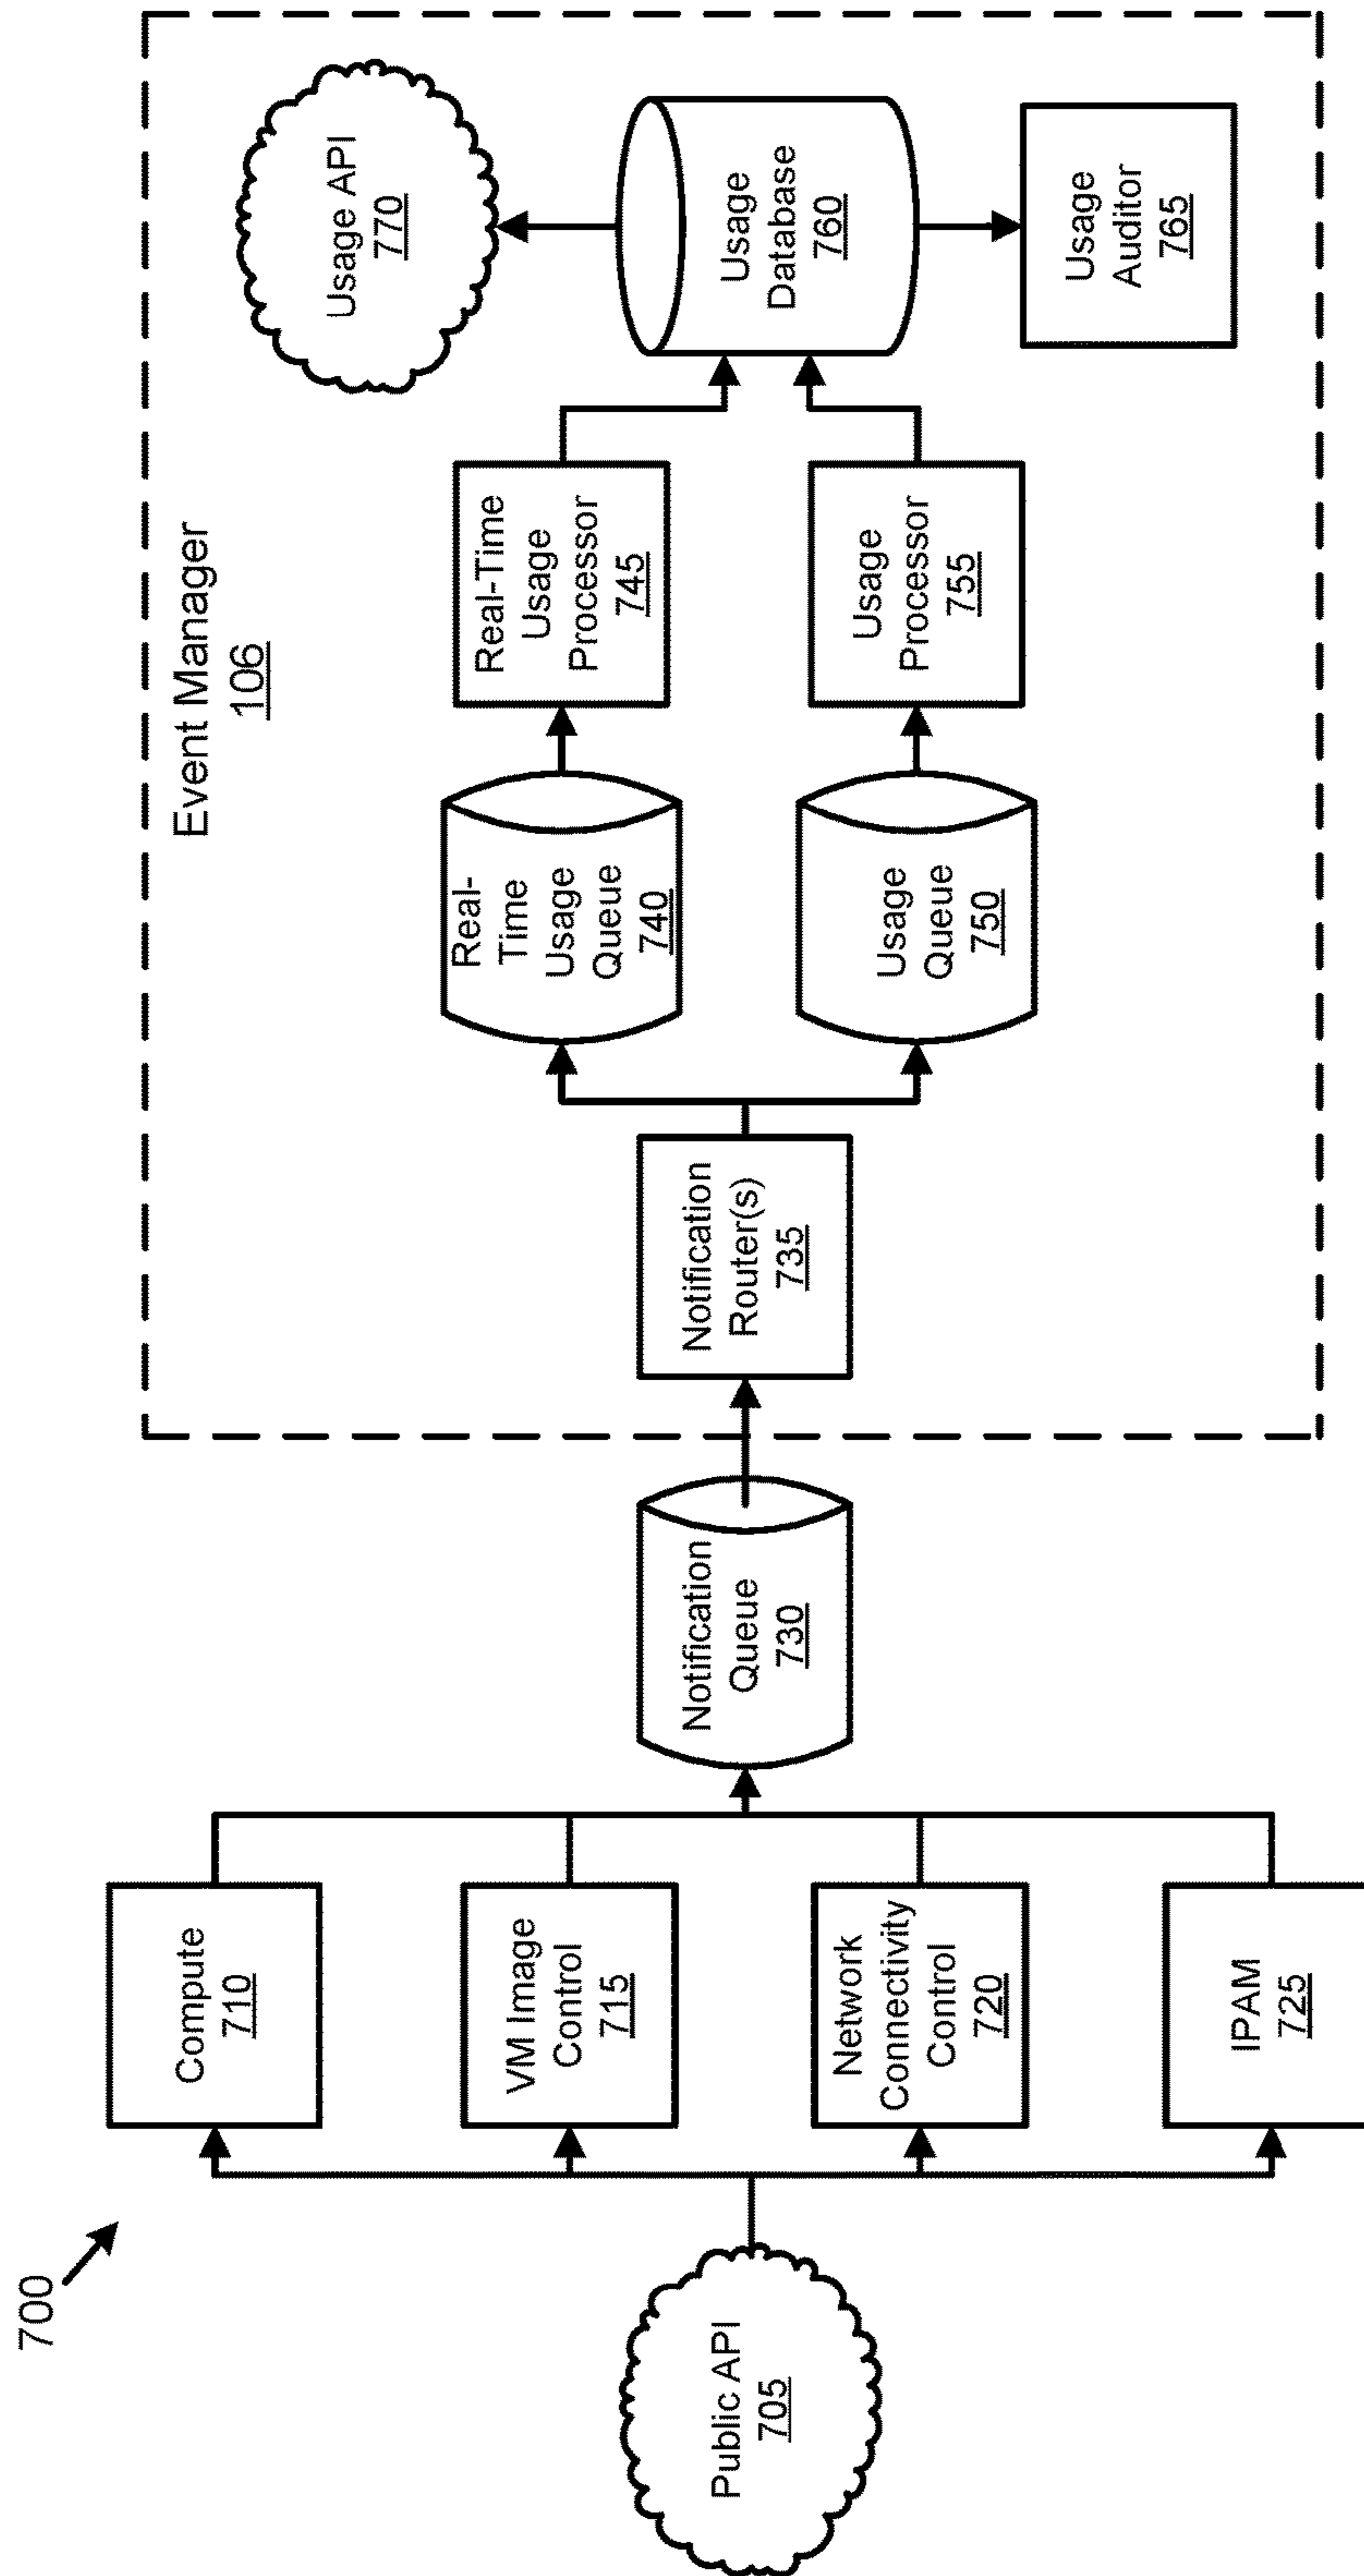 700
Public API
705
Compute
710
VM Image
Control
715
Network
Connectivity
Control
720
IPAM
725
Notification
Queue
730
Event Manager
106
Notification
Router(s)
735
Real-
Time
Usage
Queue
740
Usage
Queue
750
Real-Time
Usage
Processor
745
Usage
Processor
755
Usage API
770
Usage
Database
760
Usage
Auditor
765